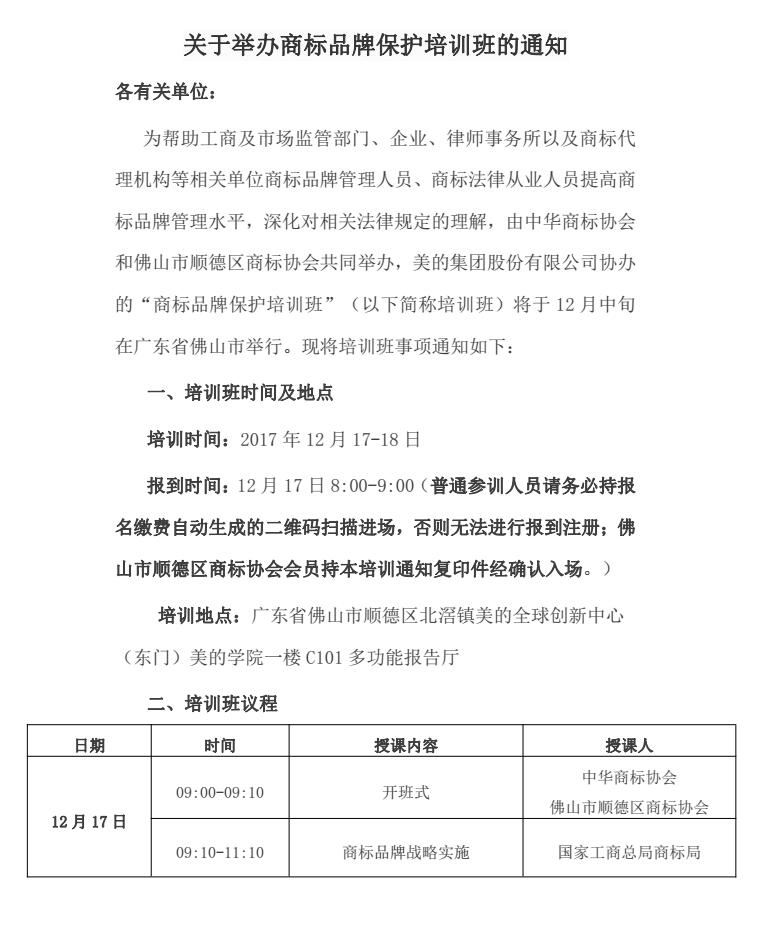 关于举办商标品牌保护培训班的通知
各有关单位：
为帮助工商及市场监管部门、企业、律师事务所以及商标代
理机构等相关单位商标品牌管理人员、商标法律从业人员提高商
标品牌管理水平，深化对相关法律规定的理解，由中华商标协会
和佛山市顺德区商标协会共同举办，美的集团股份有限公司协办
的“商标品牌保护培训班”（以下简称培训班）将于 12 月中旬
在广东省佛山市举行。现将培训班事项通知如下：
一、培训班时间及地点
培训时间：2017 年 12 月 17-18 日
报到时间：12 月 17 日 8:00-9:00（普通参训人员请务必持报
名缴费自动生成的二维码扫描进场，否则无法进行报到注册；佛
山市顺德区商标协会会员持本培训通知复印件经确认入场。）
培训地点：广东省佛山市顺德区北滘镇美的全球创新中心
（东门）美的学院一楼 C101 多功能报告厅
二、培训班议程
日期 时间 授课内容 授课人
12 月 17 日 09:00-09:10 开班式 中华商标协会
佛山市顺德区商标协会
09:10-11:10 商标品牌战略实施 国家工商总局商标局